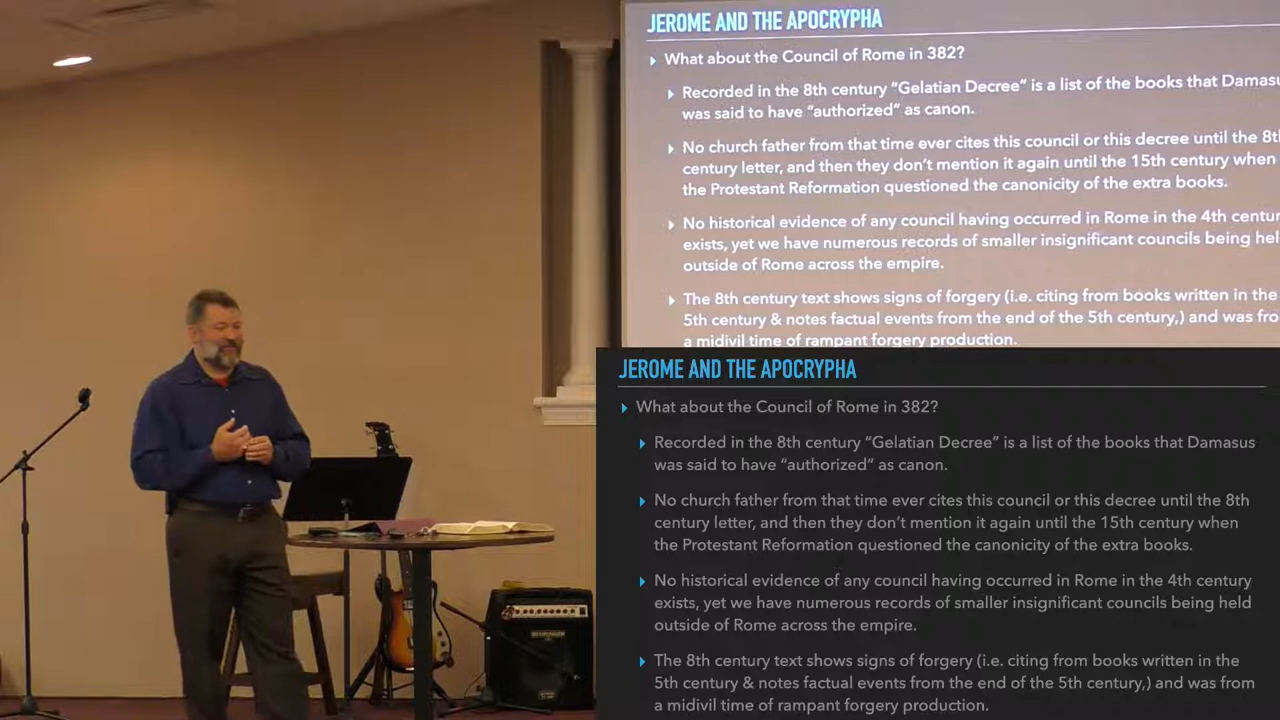 JEROME AND THE APOCRYPHA
What about the Council of Rome in 382?
Recorded in the 8th century "Gelatian Decree" is a list of the books that Damasu
was said to have "authorized" as canon.
No church father from that time ever cites this council or this decree until the 8th
century letter, and then they don't mention it again until the 15th century when
the Protestant Reformation questioned the canonicity of the extra books.
No historical evidence of any council having occurred in Rome in the 4th centur
exists, yet we have numerous records of smaller insignificant councils being hel
outside of Rome across the empire.
The 8th century text shows signs of forgery (i.e. citing from books written in the
5th century & notes factual events from the end of the 5th century,) and was fro
a midivil time of rampant forgery production.
JEROME AND THE APOCRYPHA
What about the Council of Rome in 382?
Recorded in the 8th century "Gelatian Decree" is a list of the books that Damasus
was said to have "authorized" as canon.
No church father from that time ever cites this council or this decree until the 8th
century letter, and then they don't mention it again until the 15th century when
the Protestant Reformation questioned the canonicity of the extra books.
No historical evidence of any council having occurred in Rome in the 4th century
exists, yet we have numerous records of smaller insignificant councils being held
outside of Rome across the empire.
The 8th century text shows signs of forgery (i.e. citing from books written in the
5th century & notes factual events from the end of the 5th century,) and was from
a midivil time of rampant forgery production.
BEHRINGER